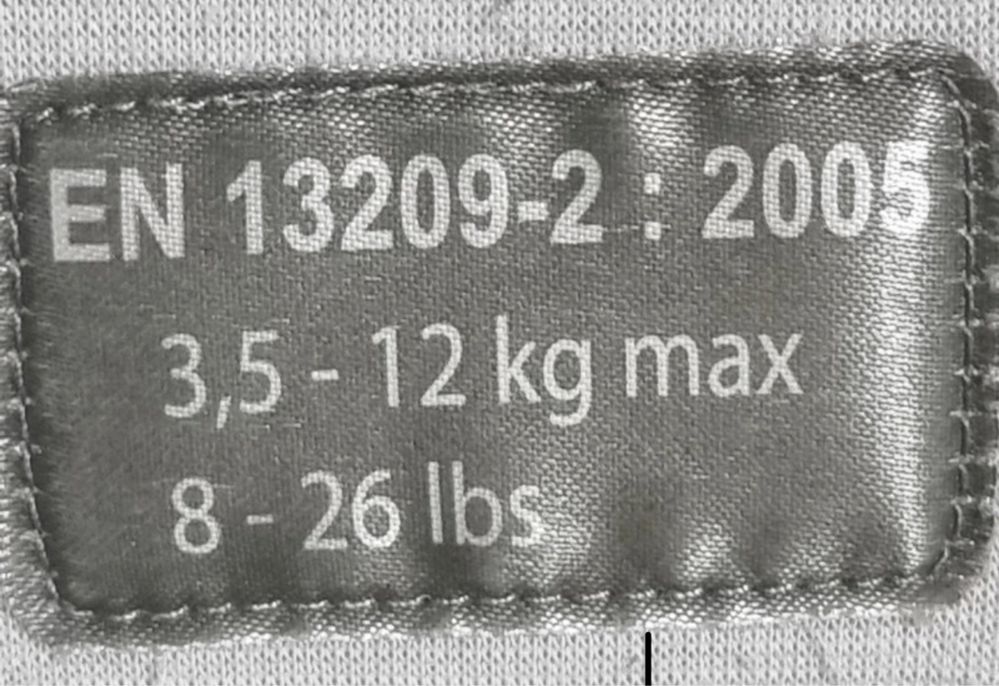 EN 13209-2 : 2005
3,5 - 12 kg max
8 - 26 lbs